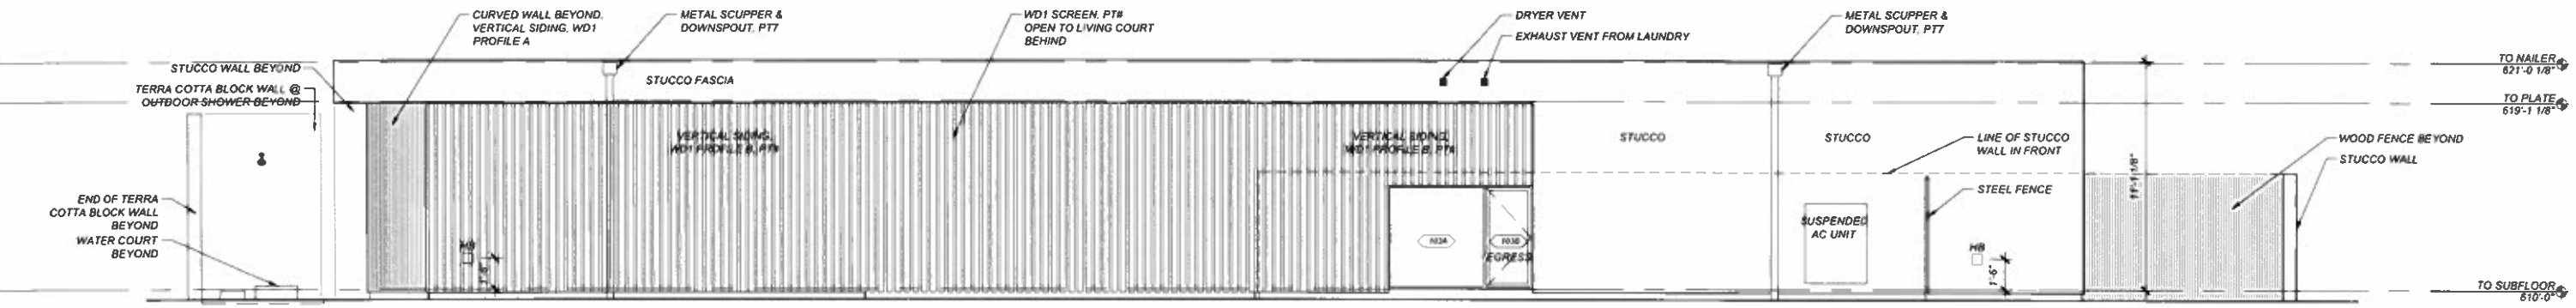 CURVED WALL BEYOND,
VERTICAL SIDING, WD1
PROFILE A
METAL SCUPPER &
DOWNSPOUT, PT7
WD1 SCREEN, PT#
OPEN TO LIVING COURT
BEHIND
DRYER VENT
EXHAUST VENT FROM LAUNDRY
METAL SCUPPER &
DOWNSPOUT, PT7
STUCCO WALL BEYOND
TERRA COTTA BLOCK WALL @
OUTDOOR SHOWER BEYOND
STUCCO FASCIA
TO NAILER
621'-0 1/8"
TO PLATE
619'-1 1/8"
VERTICAL SIDING,
WD1 PROFILE B, PT#
VERTICAL SIDING,
WD1 PROFILE B, PT#
STUCCO
STUCCO
LINE OF STUCCO
WALL IN FRONT
WOOD FENCE BEYOND
STUCCO WALL
11'-1 1/8"
STEEL FENCE
END OF TERRA
COTTA BLOCK WALL
BEYOND
WATER COURT
BEYOND
SUSPENDED
AC UNIT
HB
1'-6"
EGRESS
HB
1'-6"
TO SUBFLOOR
610'-0"